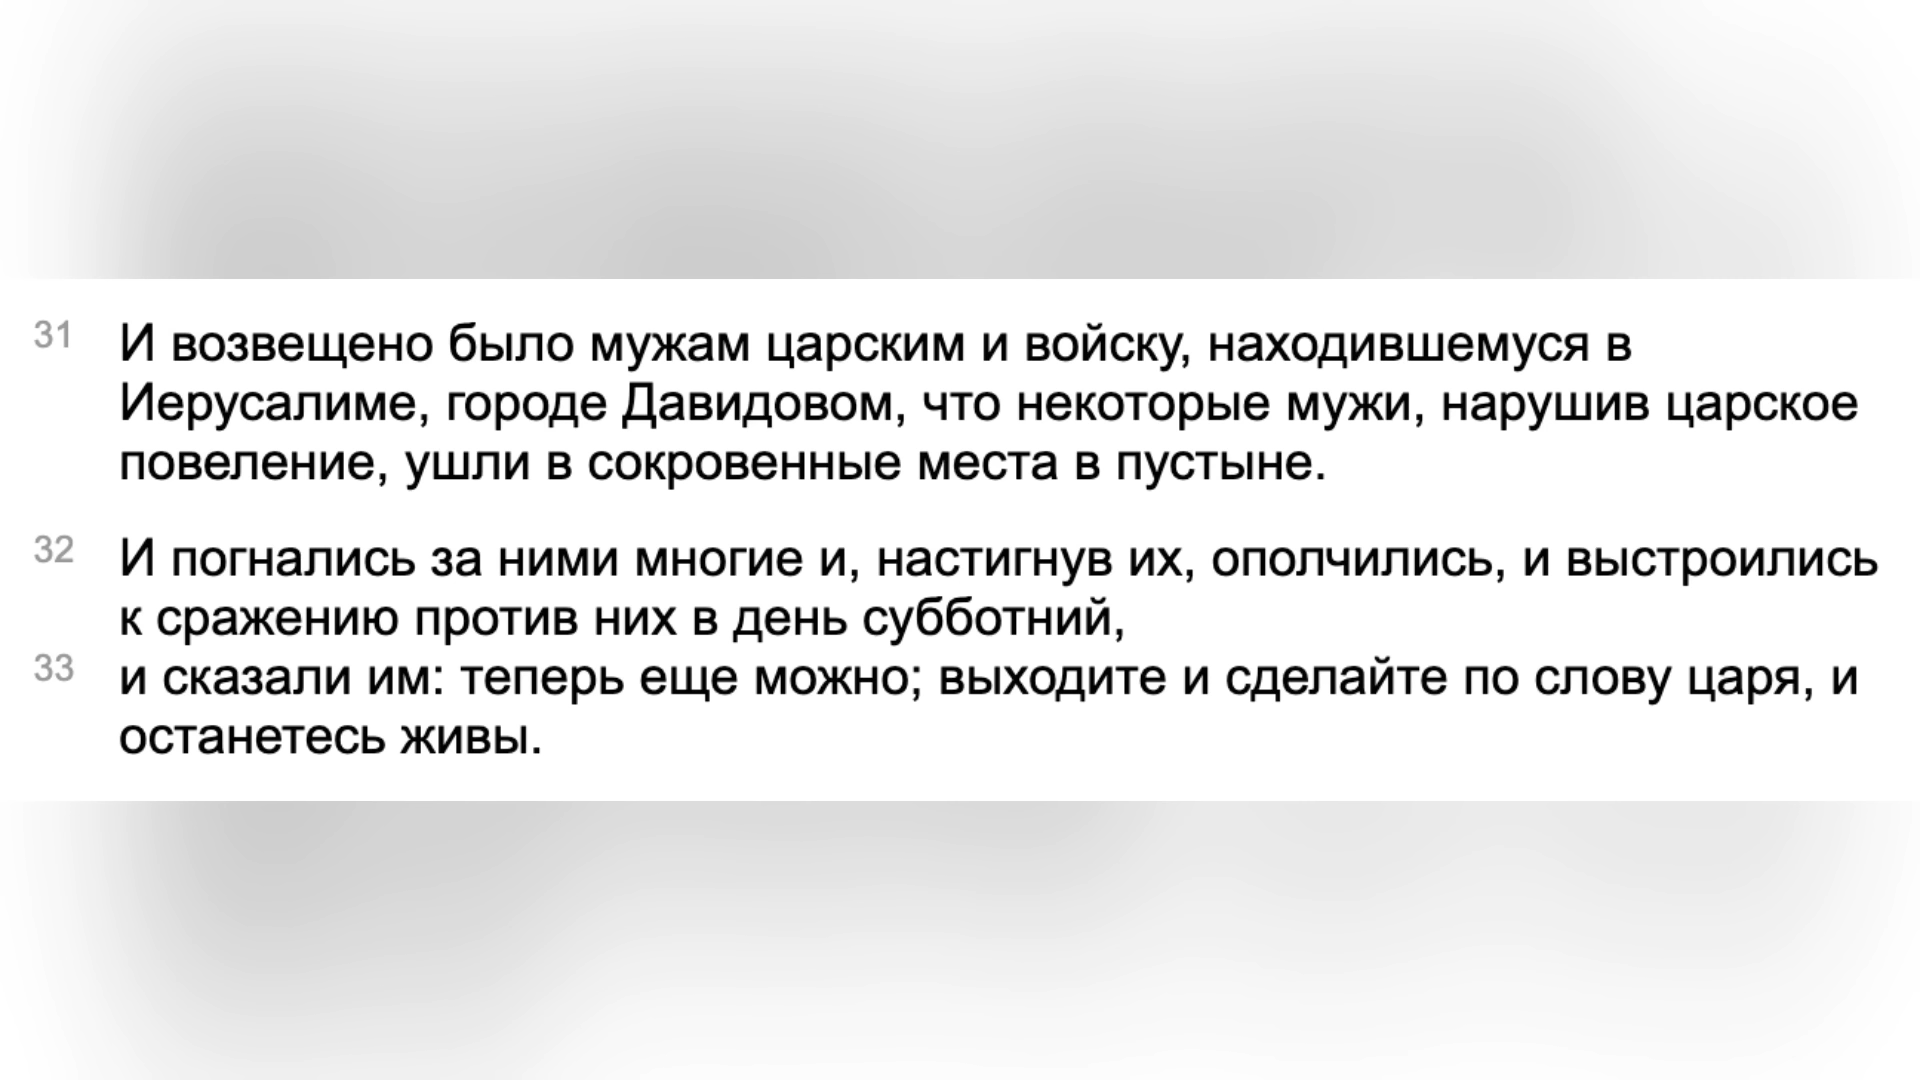 31 И возвещено было мужам царским и войску, находившемуся в
Иерусалиме, городе Давидовом, что некоторые мужи, нарушив царское
повеление, ушли в сокровенные места в пустыне.
32 И погнались за ними многие и, настигнув их, ополчились, и выстроились
к сражению против них в день субботний,
33 и сказали им: теперь еще можно; выходите и сделайте по слову царя, и
останетесь живы.